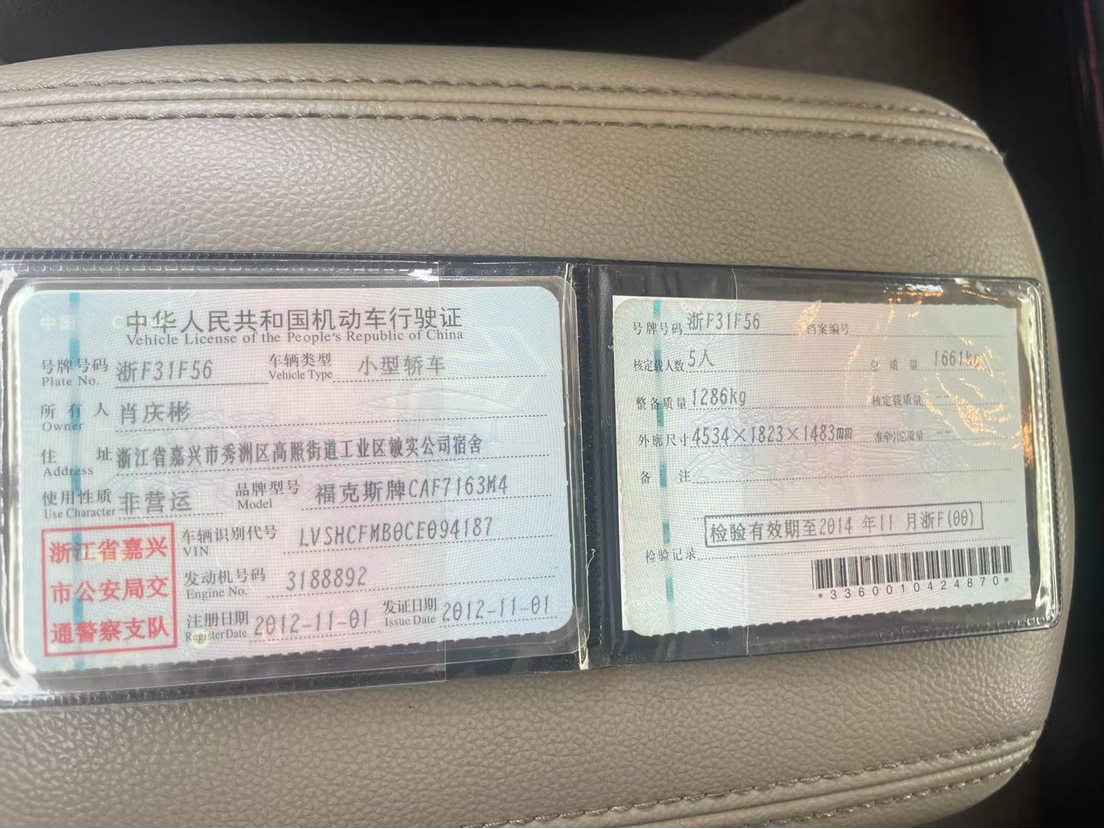 中华人民共和国机动车行驶证
Vehicle License of the People's Republic of China
号牌号码 Plate No. 浙F31F56 车辆类型 Vehicle Type 小型轿车
所有人 Owner 肖庆彬
住址 Address 浙江省嘉兴市秀洲区高照街道工业区敏实公司宿舍
使用性质 Use Character 非营运 品牌型号 Model 福克斯牌CAF7163M4
浙江省嘉兴
市公安局交
通警察支队
车辆识别代号 VIN LVSHCFMB0CE094187
发动机号码 Engine No. 3188892
注册日期 Register Date 2012-11-01 发证日期 Issue Date 2012-11-01
号牌号码 浙F31F56 档案编号
核定载人数 5人 总质量 1661kg
整备质量 1286kg 核定载质量
外廓尺寸 4534×1823×1483mm 准牵引总质量
备注
检验有效期至2014年11月浙F(00)
检验记录
*3360010424870*